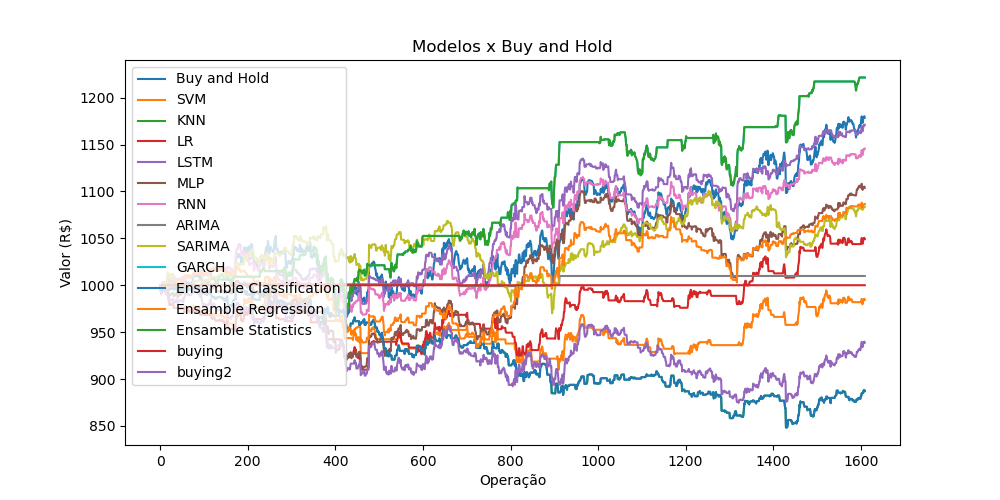 Modelos x Buy and Hold
Valor (R$)
1200
1150
1100
1050
1000
950
900
850
Buy and Hold
SVM
KNN
LR
LSTM
MLP
RNN
ARIMA
SARIMA
GARCH
Ensamble Classification
Ensamble Regression
Ensamble Statistics
buying
buying2
0 200 400 600 800 1000 1200 1400 1600
Operação